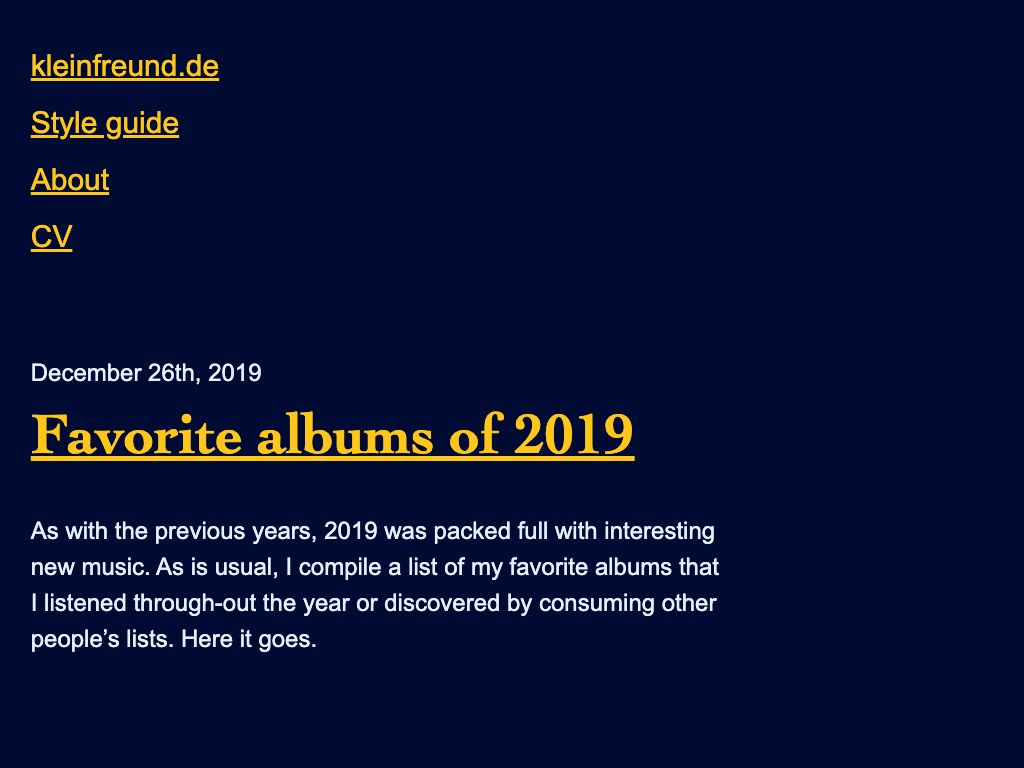 kleinfreund.de
Style guide
About
CV
December 26th, 2019
Favorite albums of 2019
As with the previous years, 2019 was packed full with interesting
new music. As is usual, I compile a list of my favorite albums that
I listened through-out the year or discovered by consuming other
people’s lists. Here it goes.